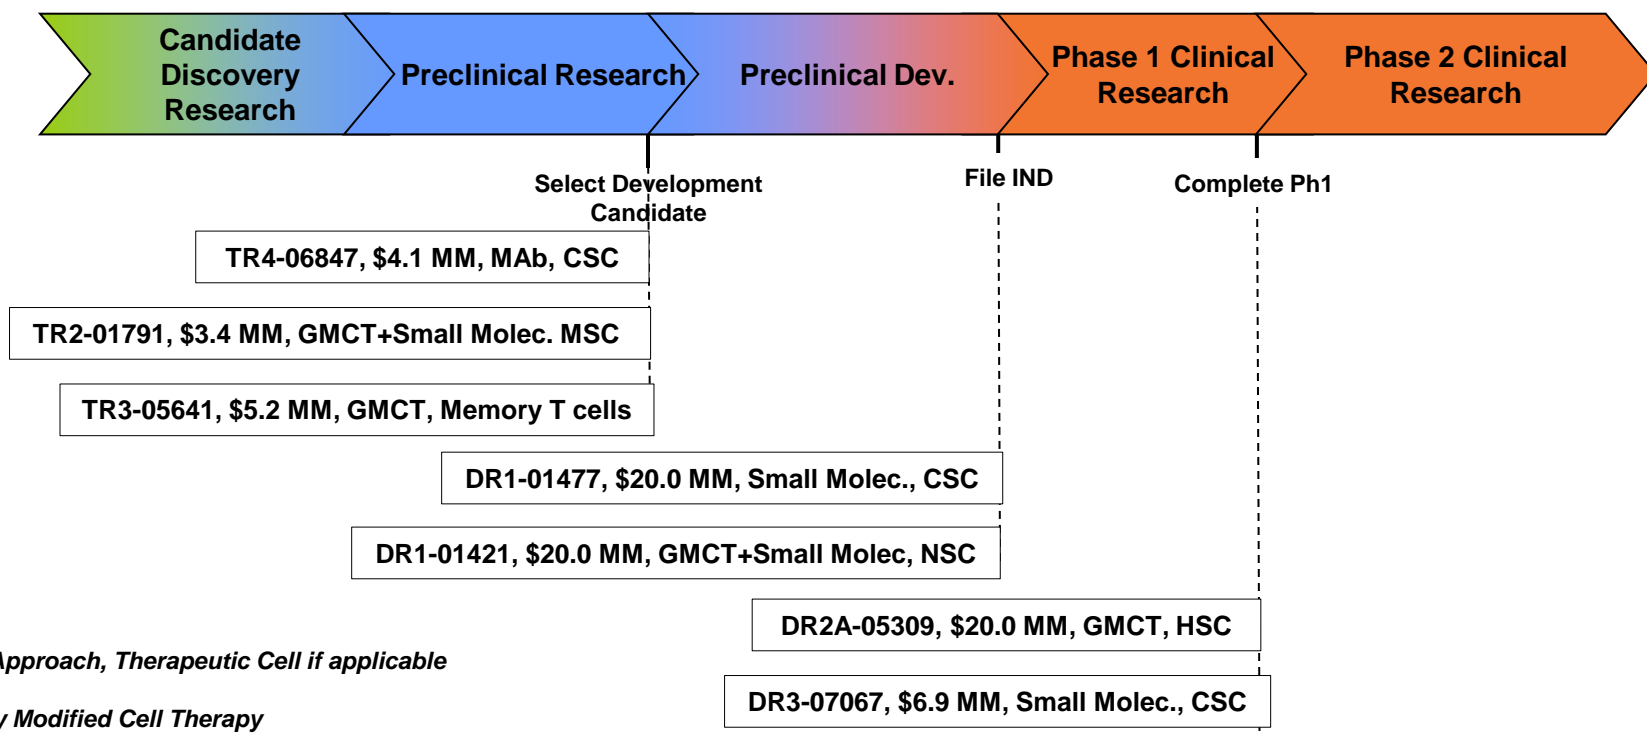 Candidate
Discovery
Research
Preclinical Research
Preclinical Dev.
Phase 1 Clinical
Research
Phase 2 Clinical
Research
Select Development
Candidate
File IND
Complete Ph1
TR4-06847, $4.1 MM, MAb, CSC
TR2-01791, $3.4 MM, GMCT+Small Molec. MSC
TR3-05641, $5.2 MM, GMCT, Memory T cells
DR1-01477, $20.0 MM, Small Molec., CSC
DR1-01421, $20.0 MM, GMCT+Small Molec, NSC
DR2A-05309, $20.0 MM, GMCT, HSC
Approach, Therapeutic Cell if applicable
DR3-07067, $6.9 MM, Small Molec., CSC
y Modified Cell Therapy